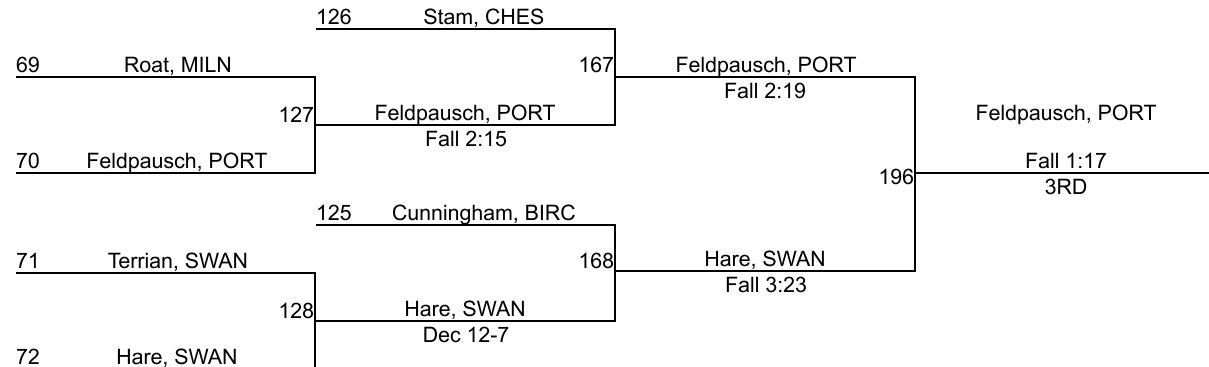 126 Stam, CHES
69 Roat, MILN
167 Feldpausch, PORT
Fall 2:19
127 Feldpausch, PORT
Fall 2:15
Feldpausch, PORT
70 Feldpausch, PORT
Fall 1:17
196
3RD
125 Cunningham, BIRC
71 Terrian, SWAN
168 Hare, SWAN
Fall 3:23
128 Hare, SWAN
Dec 12-7
72 Hare, SWAN